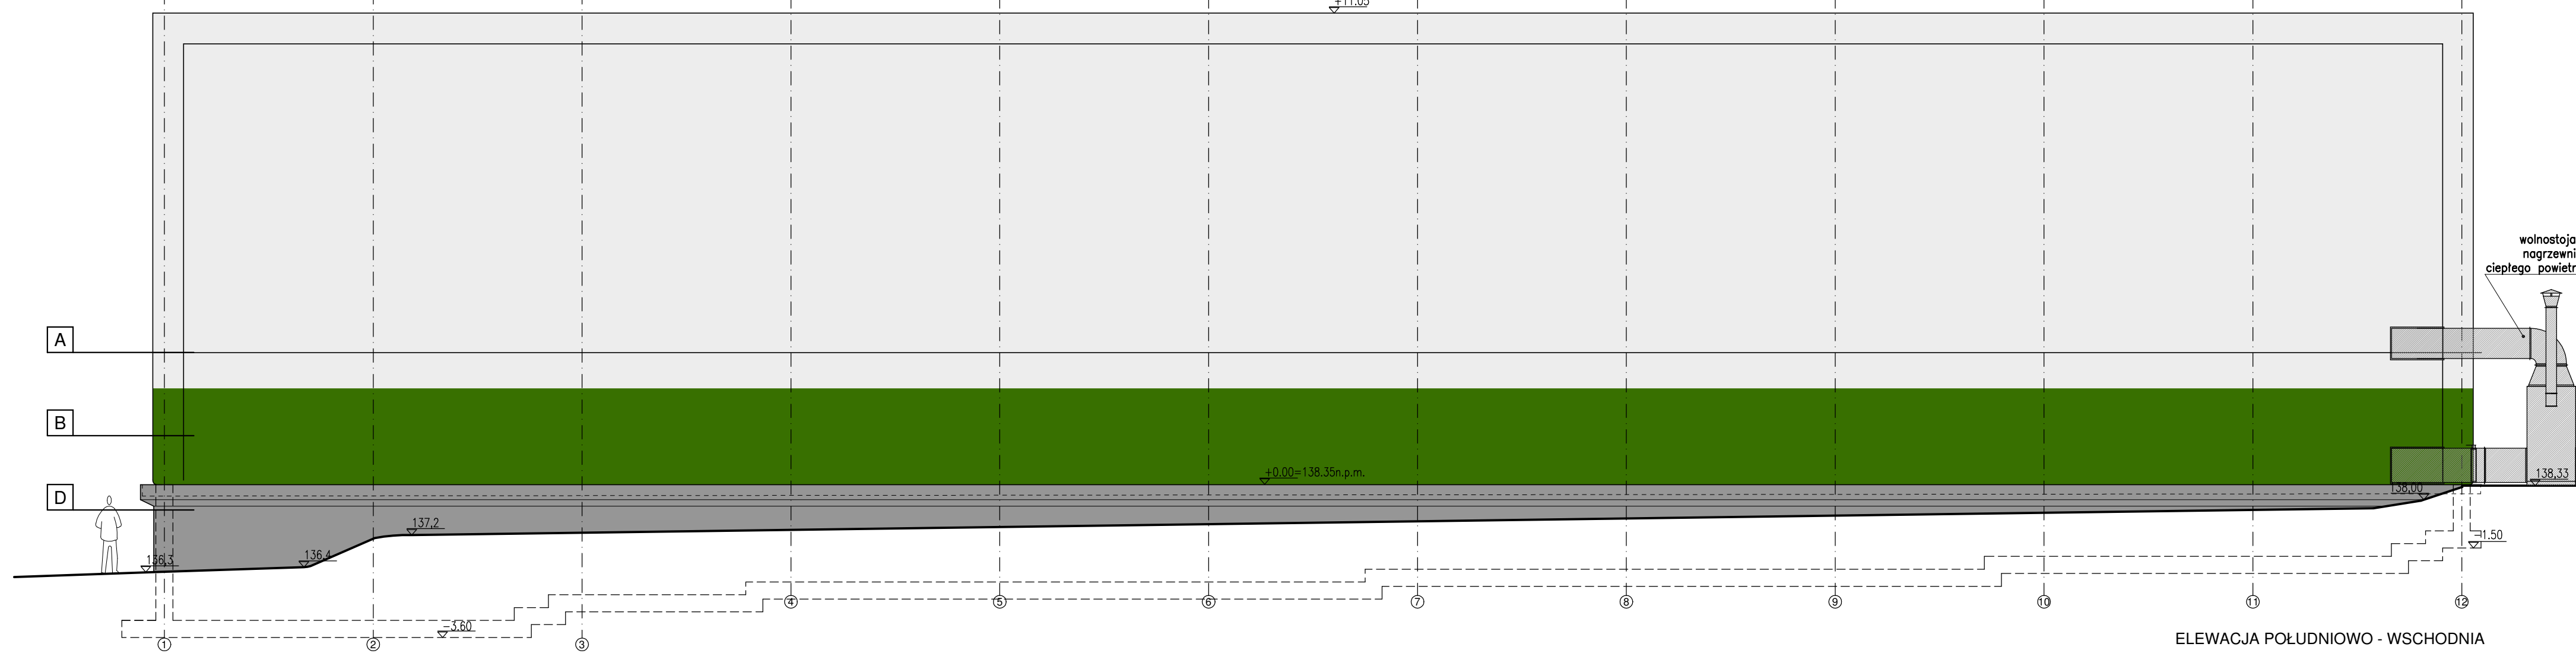 +11.05
wolnostoją
nagrzewni
ciepłego powietr
A
B
+0.00=138.35n.p.m.
138,33
D
138,00
137,2
136,3
136,4
-1.50
4 5 6 7 8 9 10 11 12
-3.60
1 2 3
ELEWACJA POŁUDNIOWO - WSCHODNIA